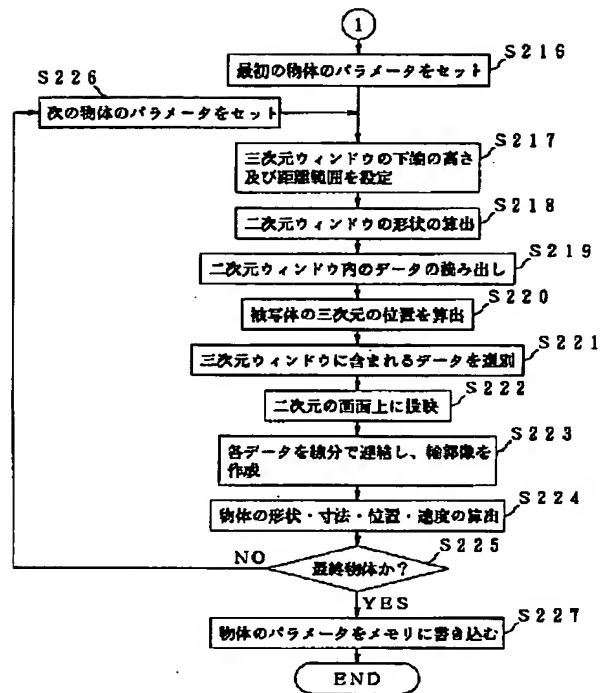 1
S216
最初の物体のパラメータをセット
S226
次の物体のパラメータをセット
S217
三次元ウィンドウの下端の高さ
及び距離範囲を設定
S218
二次元ウィンドウの形状の算出
S219
二次元ウィンドウ内のデータの読み出し
S220
被写体の三次元の位置を算出
S221
三次元ウィンドウに含まれるデータを選別
S222
二次元の画面上に投映
S223
各データを線分で連結し、輪郭像を
作成
S224
物体の形状・寸法・位置・速度の算出
S225
NO
最終物体か？
YES
S227
物体のパラメータをメモリに書き込む
END